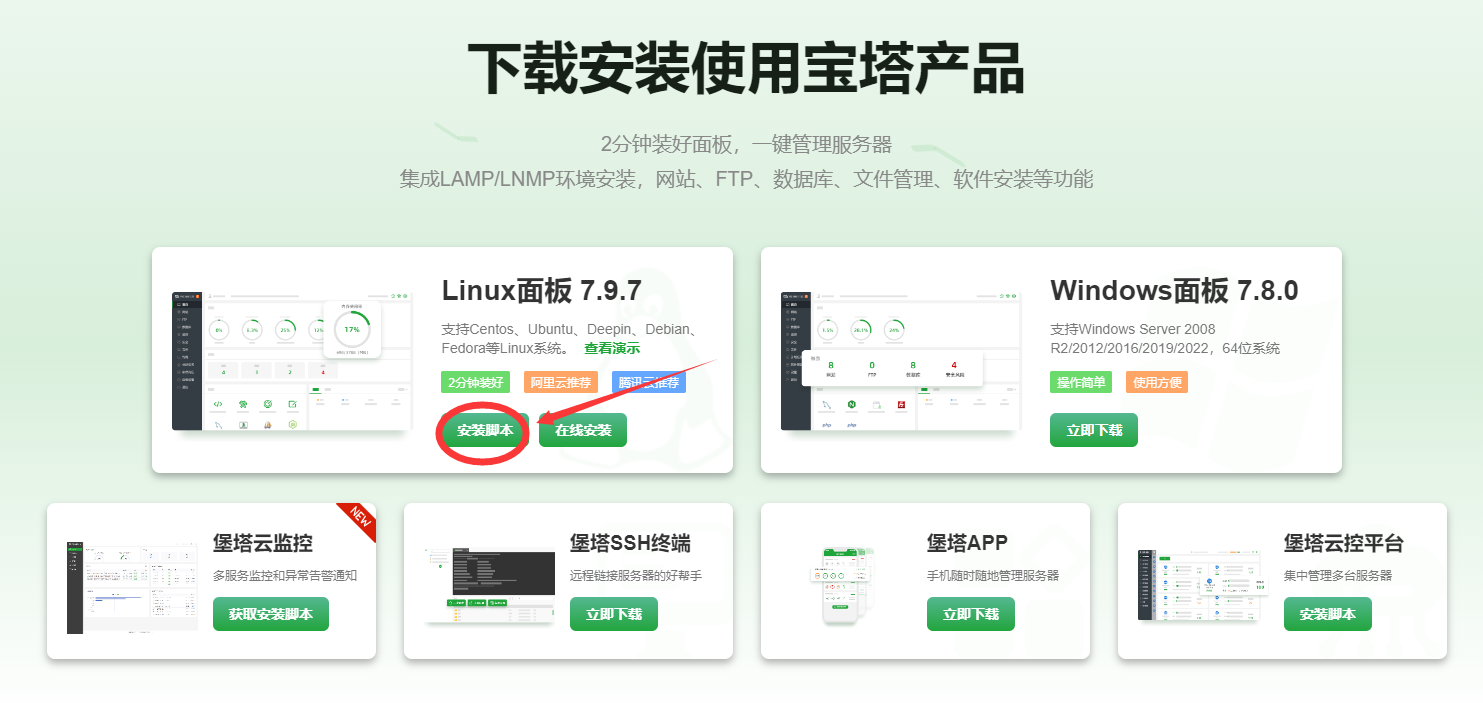 下载安装使用宝塔产品
2分钟装好面板，一键管理服务器
集成LAMP/LNMP环境安装，网站、FTP、数据库、文件管理、软件安装等功能
Linux面板 7.9.7
支持Centos、Ubuntu、Deepin、Debian、
Fedora等Linux系统。 查看演示
2分钟装好 阿里云推荐 腾讯云推荐
安装脚本 在线安装
17%
Windows面板 7.8.0
支持Windows Server 2008
R2/2012/2016/2019/2022，64位系统
操作简单 使用方便
立即下载
8 0 8 4
NEW
堡塔云监控
多服务监控和异常告警通知
获取安装脚本
堡塔SSH终端
远程链接服务器的好帮手
立即下载
堡塔APP
手机随时随地管理服务器
立即下载
堡塔云控平台
集中管理多台服务器
安装脚本